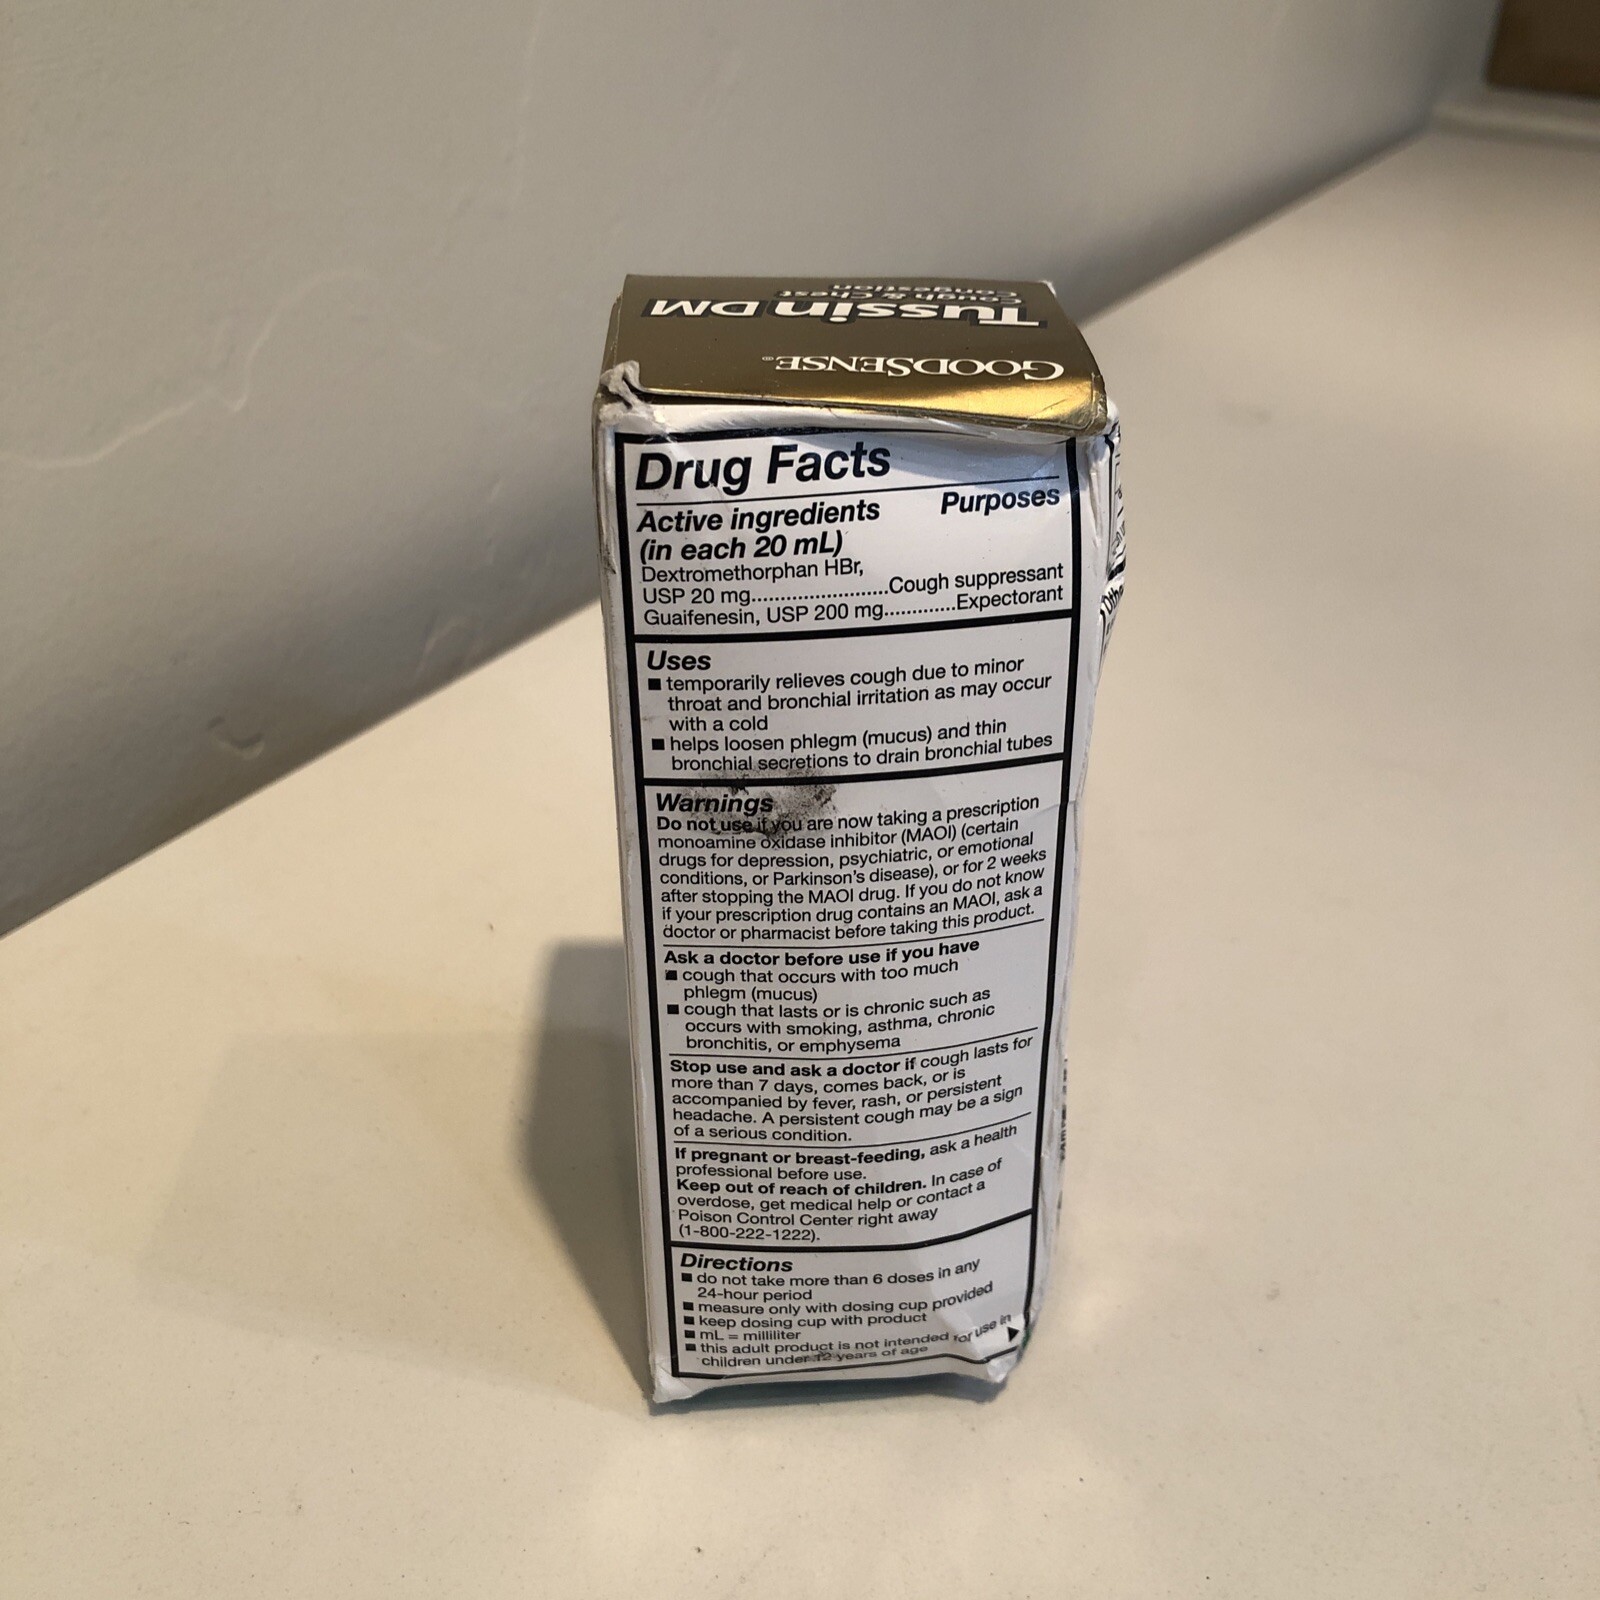 GOODSENSE®
Tussin DM
Cough & Chest
Congestion
Drug Facts
Active ingredients Purposes
(in each 20 mL)
Dextromethorphan HBr,
USP 20 mg........................Cough suppressant
Guaifenesin, USP 200 mg.............Expectorant
Uses
■ temporarily relieves cough due to minor
throat and bronchial irritation as may occur
with a cold
■ helps loosen phlegm (mucus) and thin
bronchial secretions to drain bronchial tubes
Warnings
Do not use if you are now taking a prescription
monoamine oxidase inhibitor (MAOI) (certain
drugs for depression, psychiatric, or emotional
conditions, or Parkinson's disease), or for 2 weeks
after stopping the MAOI drug. If you do not know
if your prescription drug contains an MAOI, ask a
doctor or pharmacist before taking this product.
Ask a doctor before use if you have
■ cough that occurs with too much
phlegm (mucus)
■ cough that lasts or is chronic such as
occurs with smoking, asthma, chronic
bronchitis, or emphysema
Stop use and ask a doctor if cough lasts for
more than 7 days, comes back, or is
accompanied by fever, rash, or persistent
headache. A persistent cough may be a sign
of a serious condition.
If pregnant or breast-feeding, ask a health
professional before use.
Keep out of reach of children. In case of
overdose, get medical help or contact a
Poison Control Center right away
(1-800-222-1222).
Directions
■ do not take more than 6 doses in any
24-hour period
■ measure only with dosing cup provided
■ keep dosing cup with product
■ mL = milliliter
■ this adult product is not intended for use in
children under 12 years of age